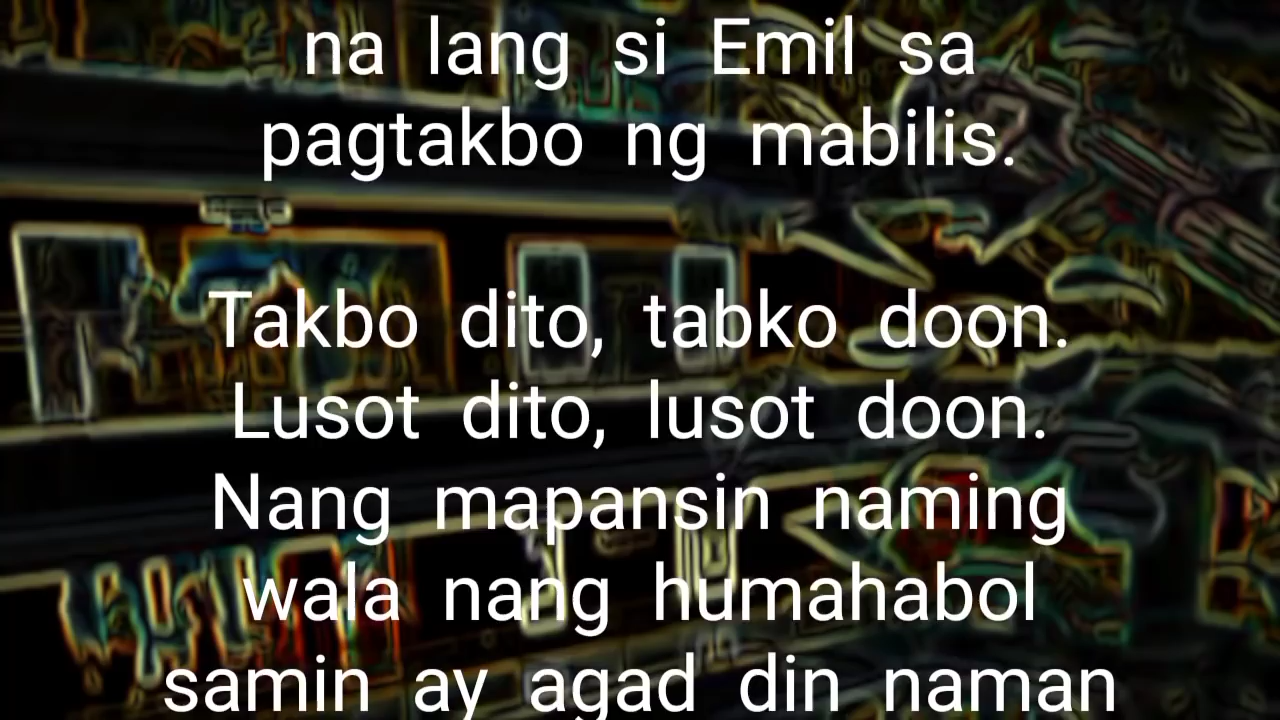 na lang si Emil sa
pagtakbo ng mabilis.
Takbo dito, tabko doon.
Lusot dito, lusot doon.
Nang mapansin naming
wala nang humahabol
samin ay agad din naman